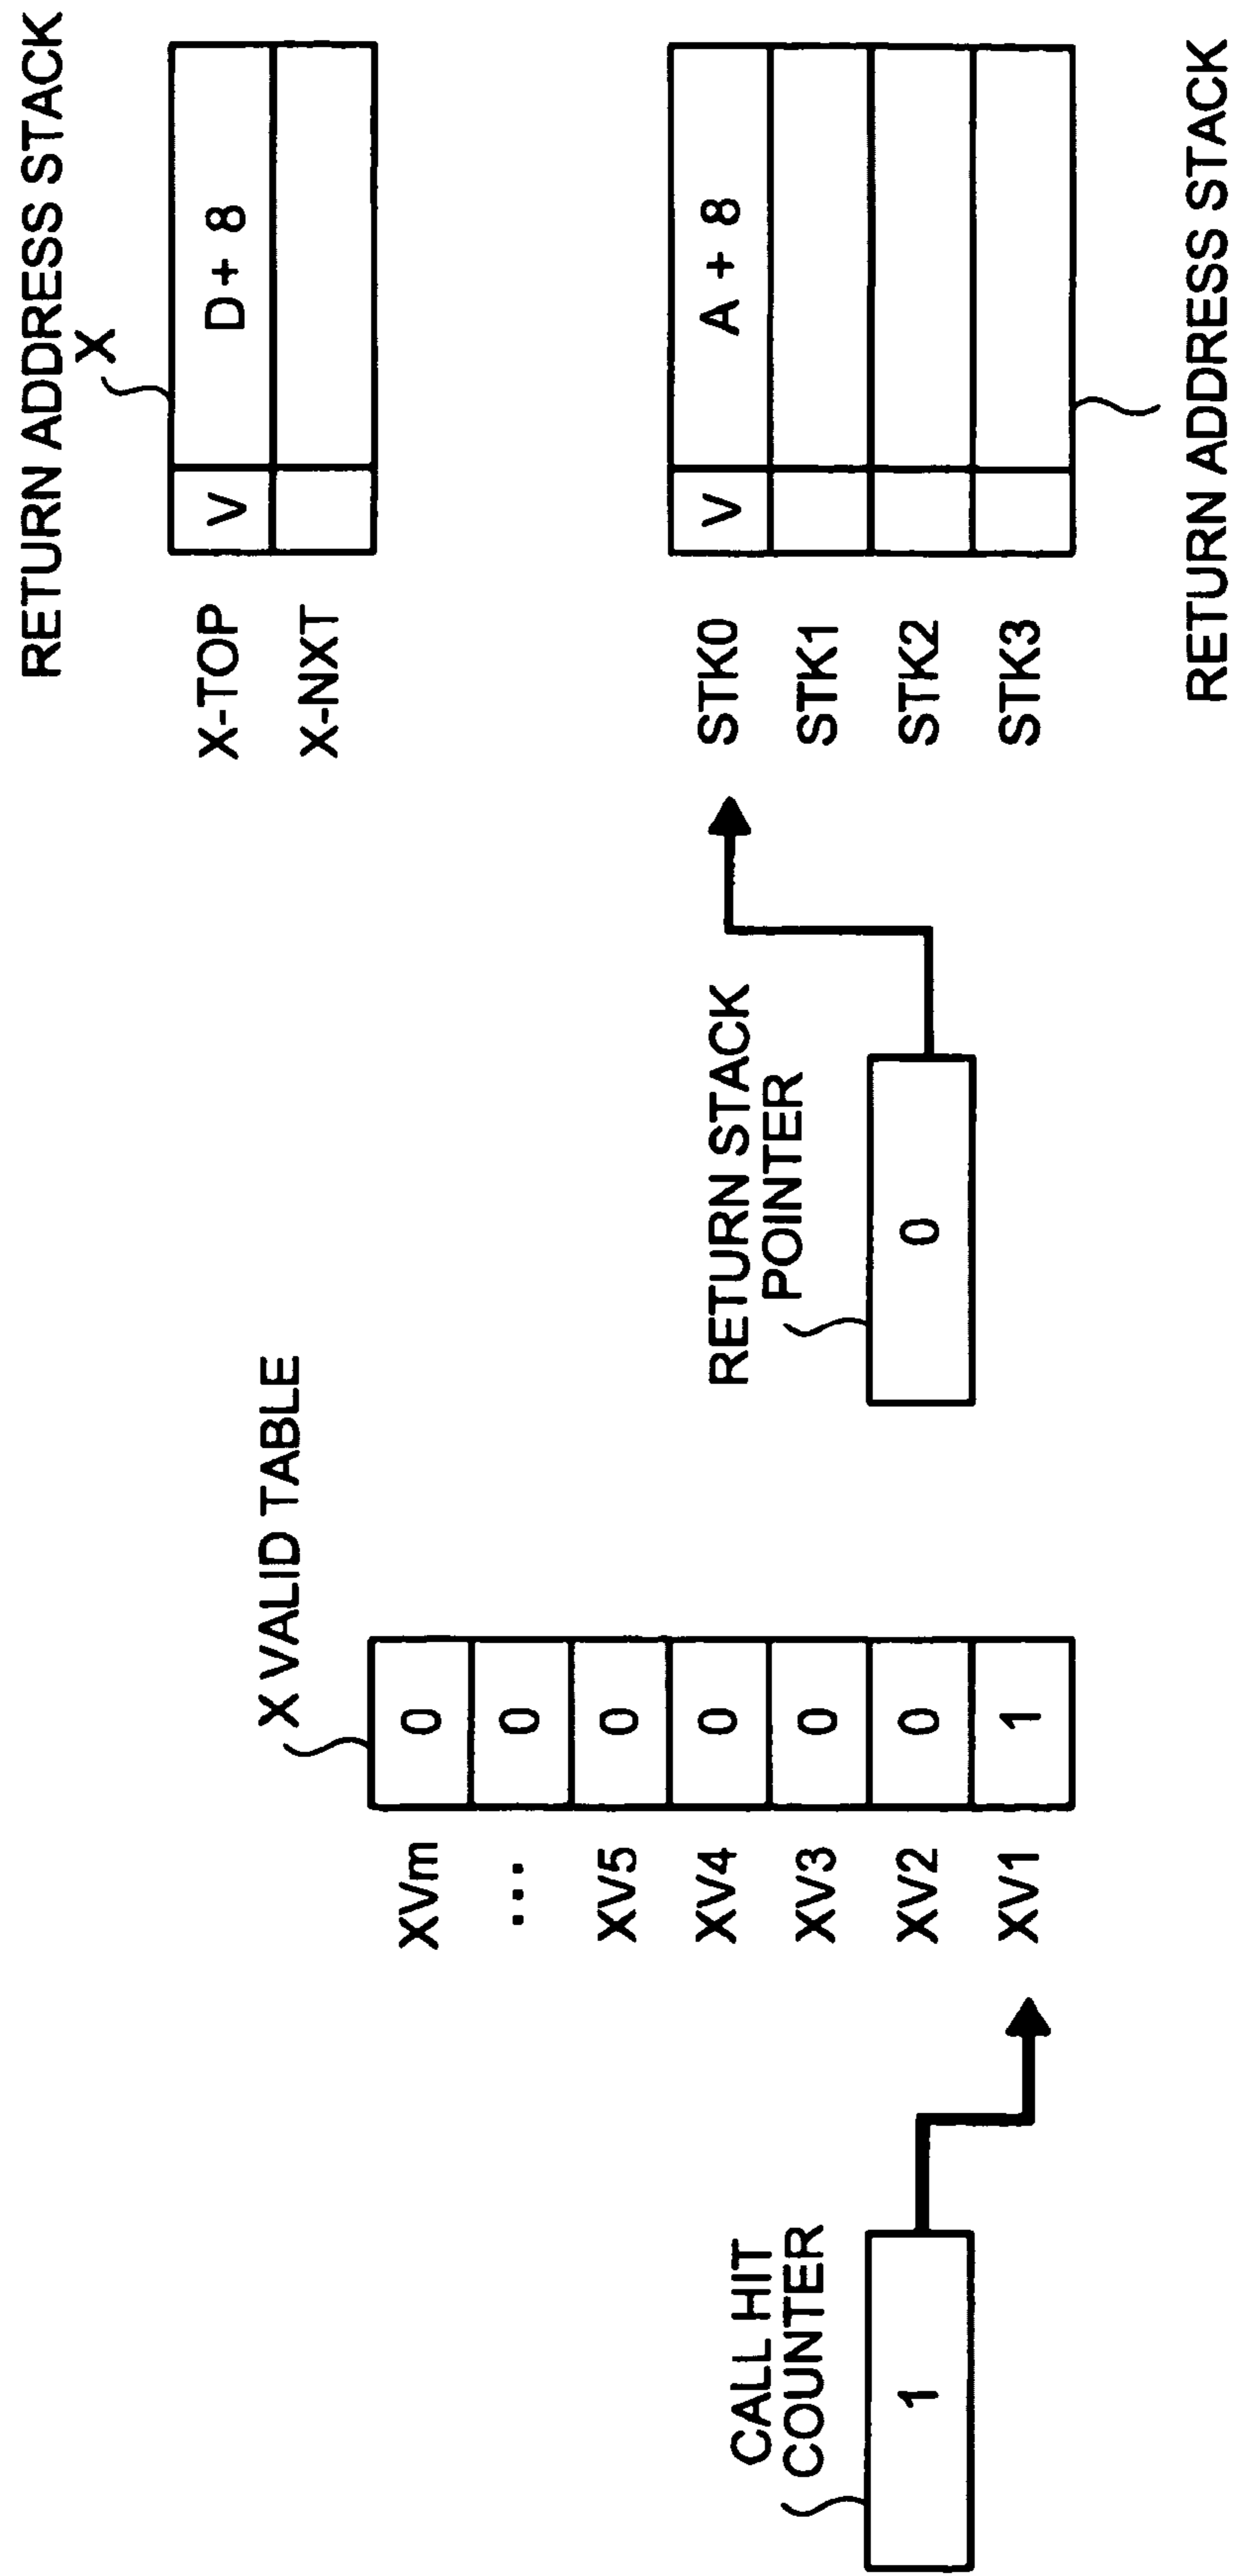 RETURN ADDRESS STACK
X
X-TOP V D + 8
X-NXT
X VALID TABLE
XVm 0
... 0
XV5 0
XV4 0
XV3 0
XV2 0
XV1 1
CALL HIT
COUNTER
1
RETURN STACK
POINTER
0
STK0 V A + 8
STK1
STK2
STK3
RETURN ADDRESS STACK